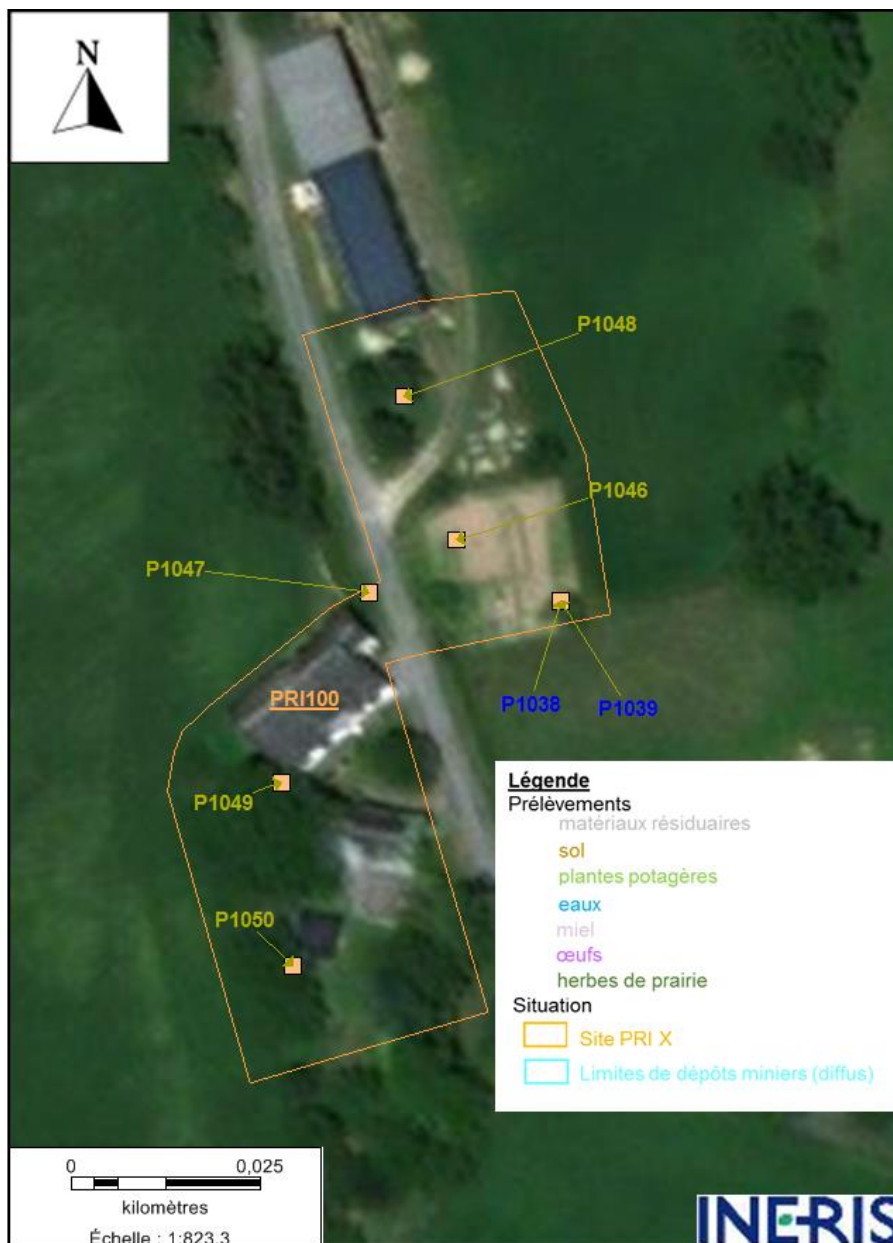 N
P1048
P1046
P1047
P1038
P1039
PRI100
P1049
P1050
Légende
Prélèvements
matériaux résiduaires
sol
plantes potagères
eaux
miel
œufs
herbes de prairie
Situation
Site PRI X
Limites de dépôts miniers (diffus)
0 0,025
kilomètres
Échelle : 1:823,3
INERIS